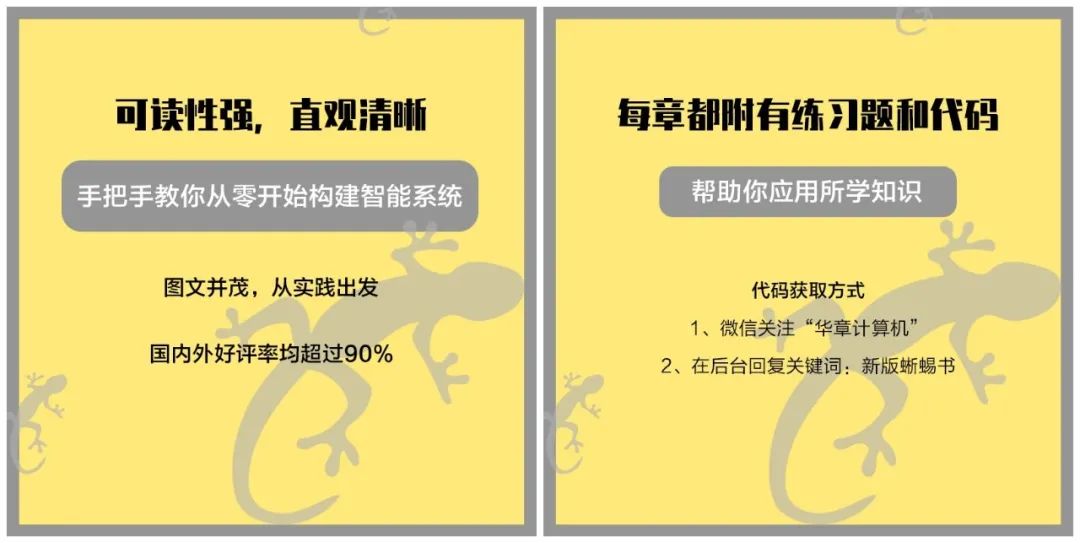 可读性强，直观清晰
手把手教你从零开始构建智能系统
图文并茂，从实践出发
国内外好评率均超过90%
每章都附有练习题和代码
帮助你应用所学知识
代码获取方式
1、微信关注“华章计算机”
2、在后台回复关键词：新版蜥蜴书